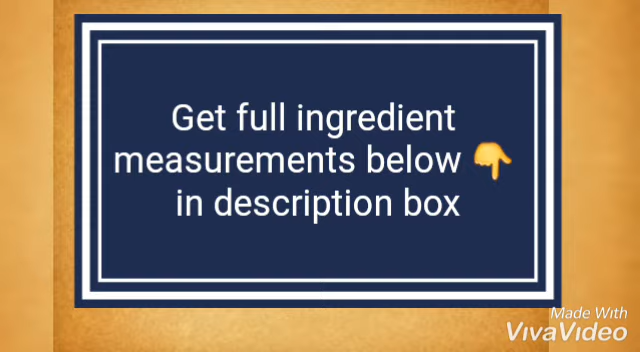 Get full ingredient
measurements below 👇
in description box
Made With
VivaVideo